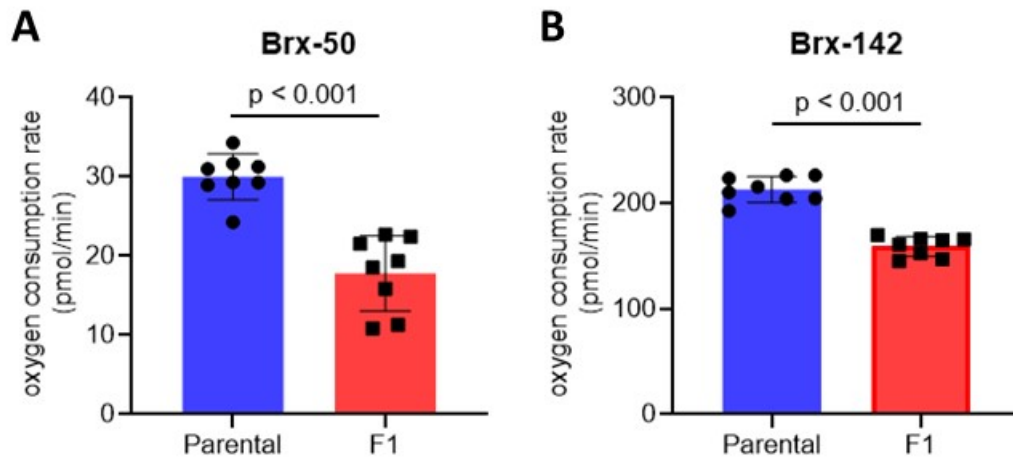 A
Brx-50
p < 0.001
oxygen consumption rate
(pmol/min)
40
30
20
10
0
Parental
F1
B
Brx-142
p < 0.001
oxygen consumption rate
(pmol/min)
300
200
100
0
Parental
F1